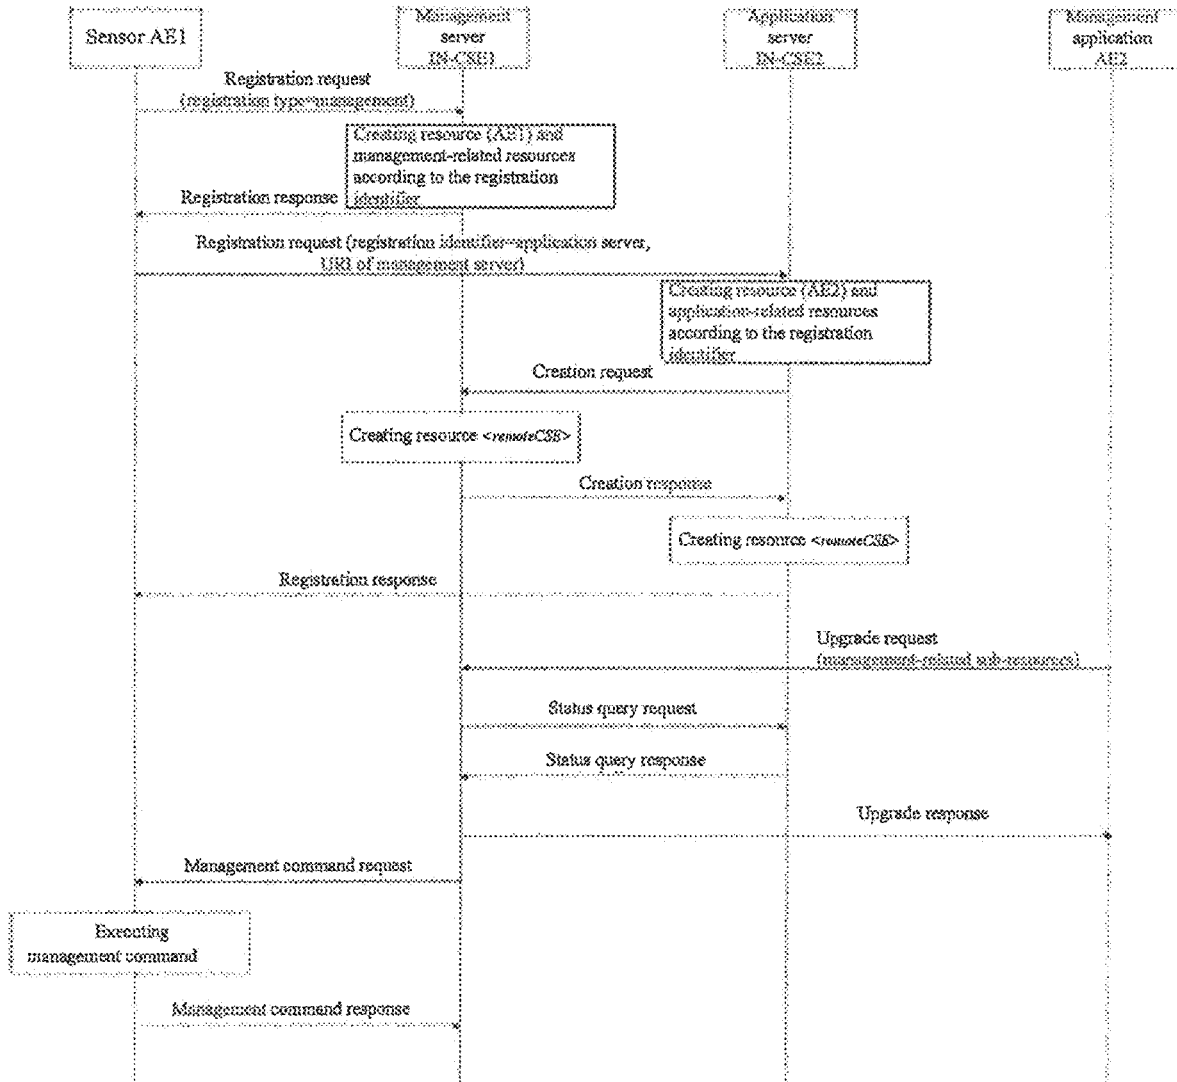 Sensor AE1
Management
server
IN-CSE1
Application
server
IN-CSE2
Management
application
AE2
Registration request
(registration type=management)
Creating resource (AE1) and
management-related resources
according to the registration
identifier
Registration response
Registration request (registration identifier=application server,
URI of management server)
Creating resource (AE2) and
application-related resources
according to the registration
identifier
Creation request
Creating resource <remoteCSE>
Creation response
Creating resource <remoteCSE>
Registration response
Upgrade request
(management-related sub-resources)
Status query request
Status query response
Upgrade response
Management command request
Executing
management command
Management command response